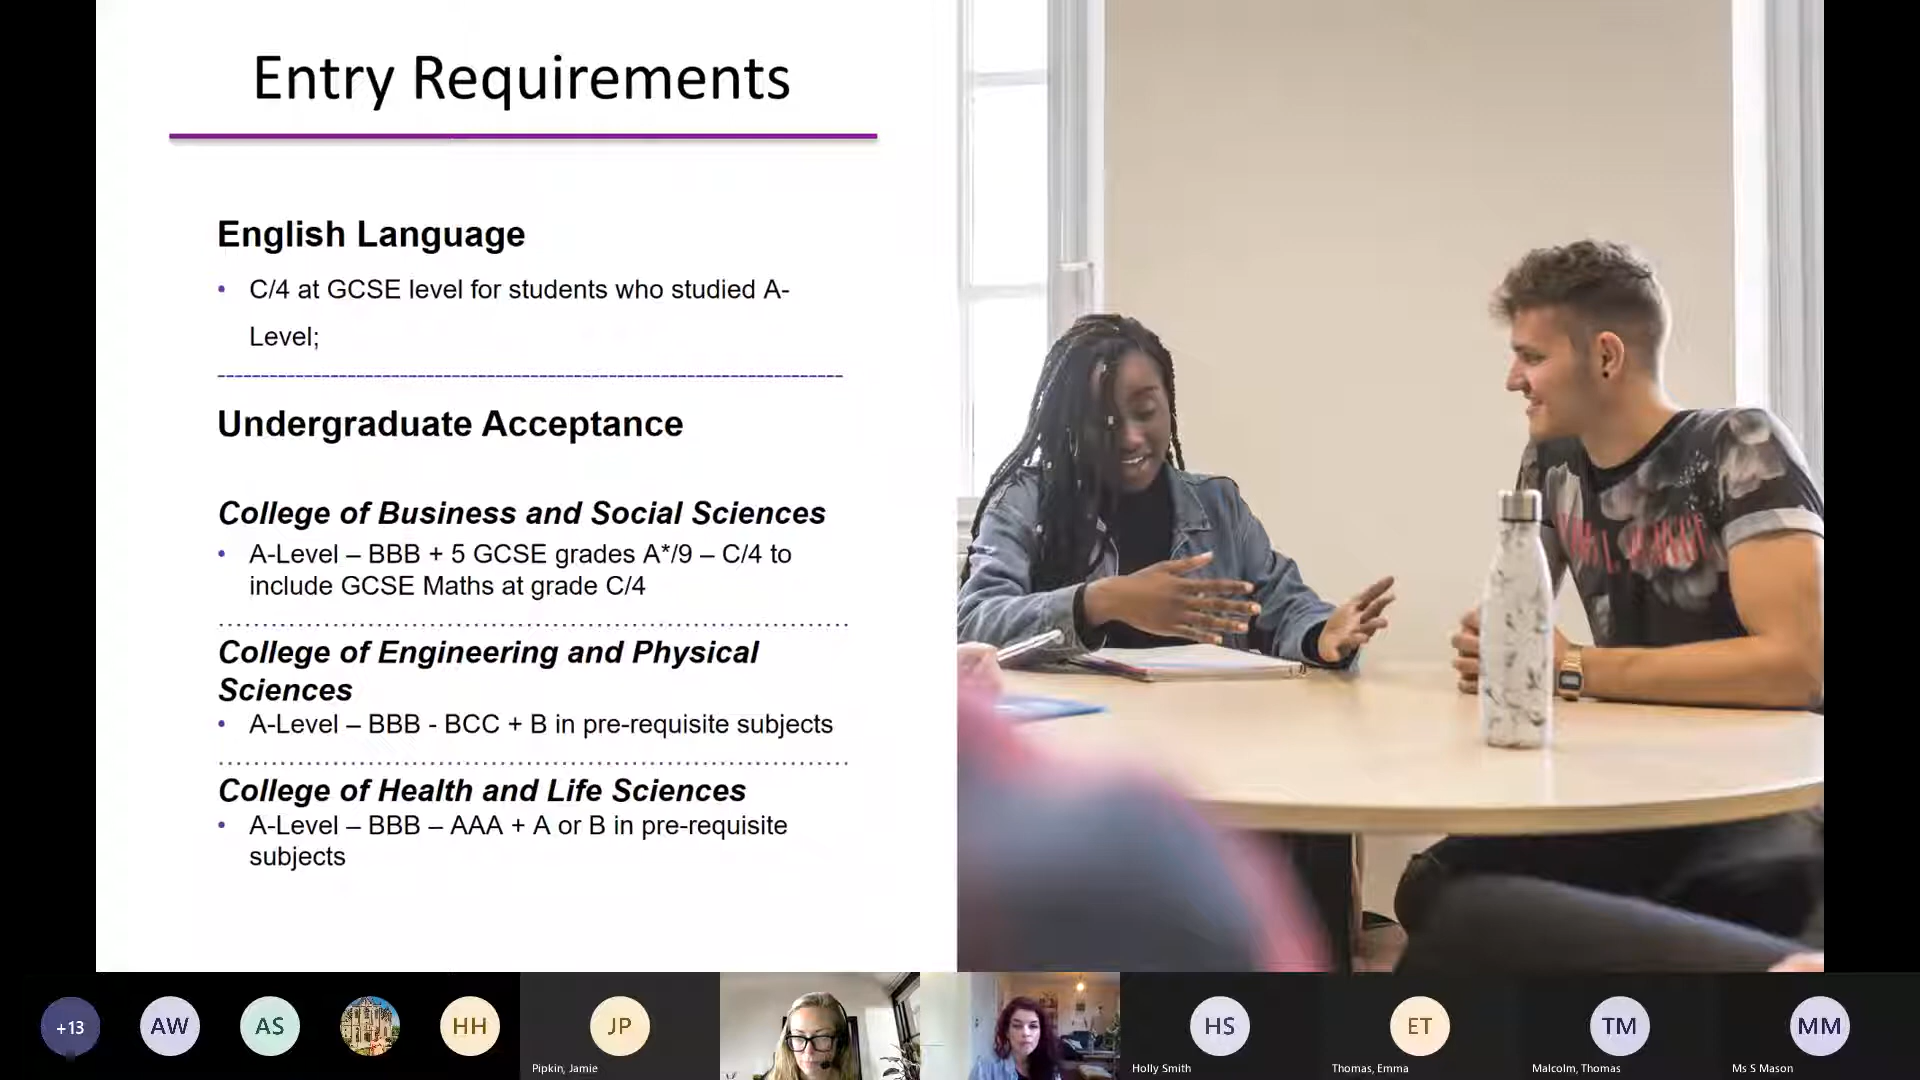 Entry Requirements
English Language
• C/4 at GCSE level for students who studied A-
Level;
Undergraduate Acceptance
College of Business and Social Sciences
• A-Level – BBB + 5 GCSE grades A*/9 – C/4 to
include GCSE Maths at grade C/4
College of Engineering and Physical
Sciences
• A-Level – BBB - BCC + B in pre-requisite subjects
College of Health and Life Sciences
• A-Level – BBB – AAA + A or B in pre-requisite
subjects
+13
AW
AS
HH
JP
Pipkin, Jamie
HS
Holly Smith
ET
Thomas, Emma
TM
Malcolm, Thomas
MM
Ms S Mason